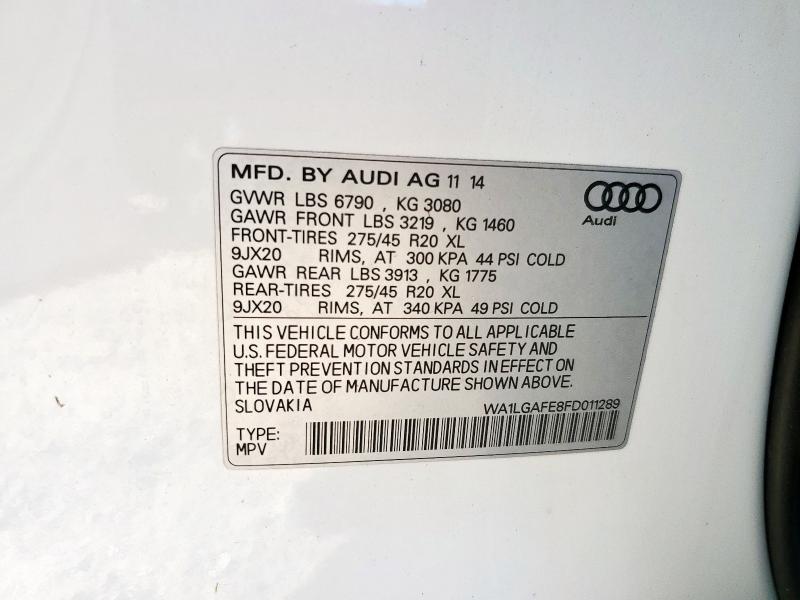 MFD. BY AUDI AG 11 14
GVWR LBS 6790 , KG 3080
GAWR FRONT LBS 3219 , KG 1460
FRONT-TIRES 275/45 R20 XL
9JX20 RIMS, AT 300 KPA 44 PSI COLD
GAWR REAR LBS 3913 , KG 1775
REAR-TIRES 275/45 R20 XL
9JX20 RIMS, AT 340 KPA 49 PSI COLD
Audi
THIS VEHICLE CONFORMS TO ALL APPLICABLE
U.S. FEDERAL MOTOR VEHICLE SAFETY AND
THEFT PREVENTION STANDARDS IN EFFECT ON
THE DATE OF MANUFACTURE SHOWN ABOVE.
SLOVAKIA WA1LGAFE8FD011289
TYPE:
MPV